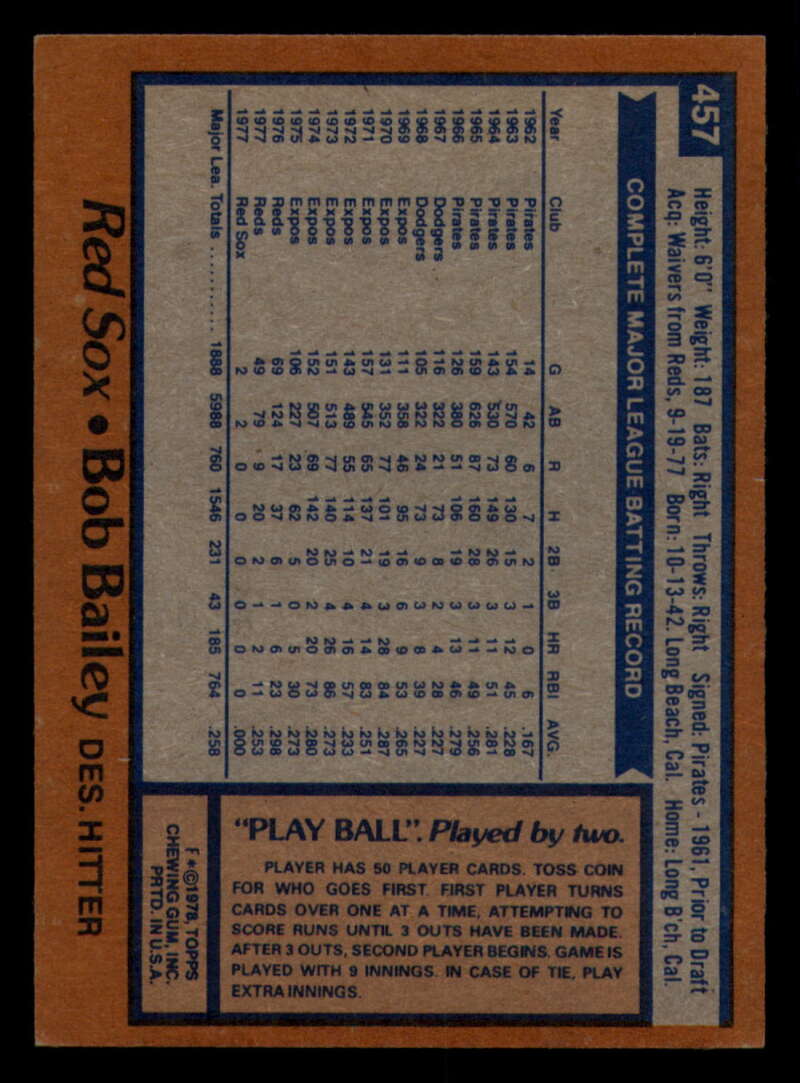 457
Height: 6'0" Weight: 187 Bats: Right Throws: Right Signed: Pirates - 1961, Prior to Draft
Acq: Waivers from Reds, 9-19-77 Born: 10-13-42. Long Beach, Cal. Home: Long B'ch, Cal.
COMPLETE MAJOR LEAGUE BATTING RECORD
Year Club G AB R H 2B 3B HR RBI AVG.
1962 Pirates 14 42 6 7 2 1 0 6 .167
1963 Pirates 154 570 60 130 15 3 12 45 .228
1964 Pirates 143 530 73 149 26 3 11 51 .281
1965 Pirates 159 626 87 160 28 3 11 49 .256
1966 Pirates 126 380 51 106 19 3 13 46 .279
1967 Dodgers 116 322 21 73 8 2 4 28 .227
1968 Dodgers 105 322 24 73 9 3 8 39 .227
1969 Expos 111 358 46 95 16 6 9 53 .265
1970 Expos 131 352 77 101 19 3 28 84 .287
1971 Expos 157 545 65 137 21 4 14 83 .251
1972 Expos 143 489 55 114 10 4 16 57 .233
1973 Expos 151 513 77 140 25 4 26 86 .273
1974 Expos 152 507 69 142 20 2 20 73 .280
1975 Expos 106 227 23 62 5 0 5 30 .273
1976 Reds 69 124 17 37 6 1 6 23 .298
1977 Reds 49 79 9 20 2 1 2 11 .253
1977 Red Sox 2 2 0 0 0 0 0 0 .000
Major Lea. Totals ........... 1888 5988 760 1546 231 43 185 764 .258
Red Sox • Bob Bailey DES. HITTER
"PLAY BALL". Played by two.
PLAYER HAS 50 PLAYER CARDS. TOSS COIN
FOR WHO GOES FIRST. FIRST PLAYER TURNS
CARDS OVER ONE AT A TIME, ATTEMPTING TO
SCORE RUNS UNTIL 3 OUTS HAVE BEEN MADE.
AFTER 3 OUTS, SECOND PLAYER BEGINS. GAME IS
PLAYED WITH 9 INNINGS. IN CASE OF TIE, PLAY
EXTRA INNINGS.
F*©1978, TOPPS
CHEWING GUM, INC.
PRTD. IN U.S.A.